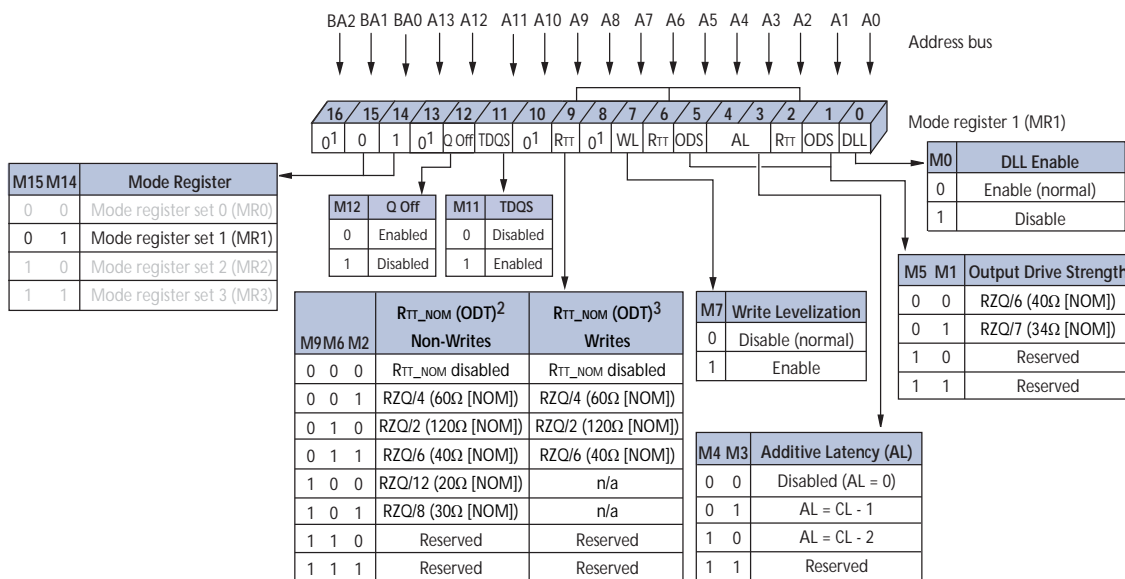 BA2 BA1 BA0 A13 A12 A11 A10 A9 A8 A7 A6 A5 A4 A3 A2 A1 A0
Address bus
16 15 14 13 12 11 10 9 8 7 6 5 4 3 2 1 0
Mode register 1 (MR1)
0¹ 0 1 0¹ Q Off TDQS 0¹ RTT 0¹ WL RTT ODS AL RTT ODS DLL
M15 M14 Mode Register
0 0 Mode register set 0 (MR0)
0 1 Mode register set 1 (MR1)
1 0 Mode register set 2 (MR2)
1 1 Mode register set 3 (MR3)
M12 Q Off
0 Enabled
1 Disabled
M11 TDQS
0 Disabled
1 Enabled
M0 DLL Enable
0 Enable (normal)
1 Disable
M5 M1 Output Drive Strength
0 0 RZQ/6 (40Ω [NOM])
0 1 RZQ/7 (34Ω [NOM])
1 0 Reserved
1 1 Reserved
M9 M6 M2 RTT_NOM (ODT)² Non-Writes RTT_NOM (ODT)³ Writes
0 0 0 RTT_NOM disabled RTT_NOM disabled
0 0 1 RZQ/4 (60Ω [NOM]) RZQ/4 (60Ω [NOM])
0 1 0 RZQ/2 (120Ω [NOM]) RZQ/2 (120Ω [NOM])
0 1 1 RZQ/6 (40Ω [NOM]) RZQ/6 (40Ω [NOM])
1 0 0 RZQ/12 (20Ω [NOM]) n/a
1 0 1 RZQ/8 (30Ω [NOM]) n/a
1 1 0 Reserved Reserved
1 1 1 Reserved Reserved
M7 Write Levelization
0 Disable (normal)
1 Enable
M4 M3 Additive Latency (AL)
0 0 Disabled (AL = 0)
0 1 AL = CL - 1
1 0 AL = CL - 2
1 1 Reserved